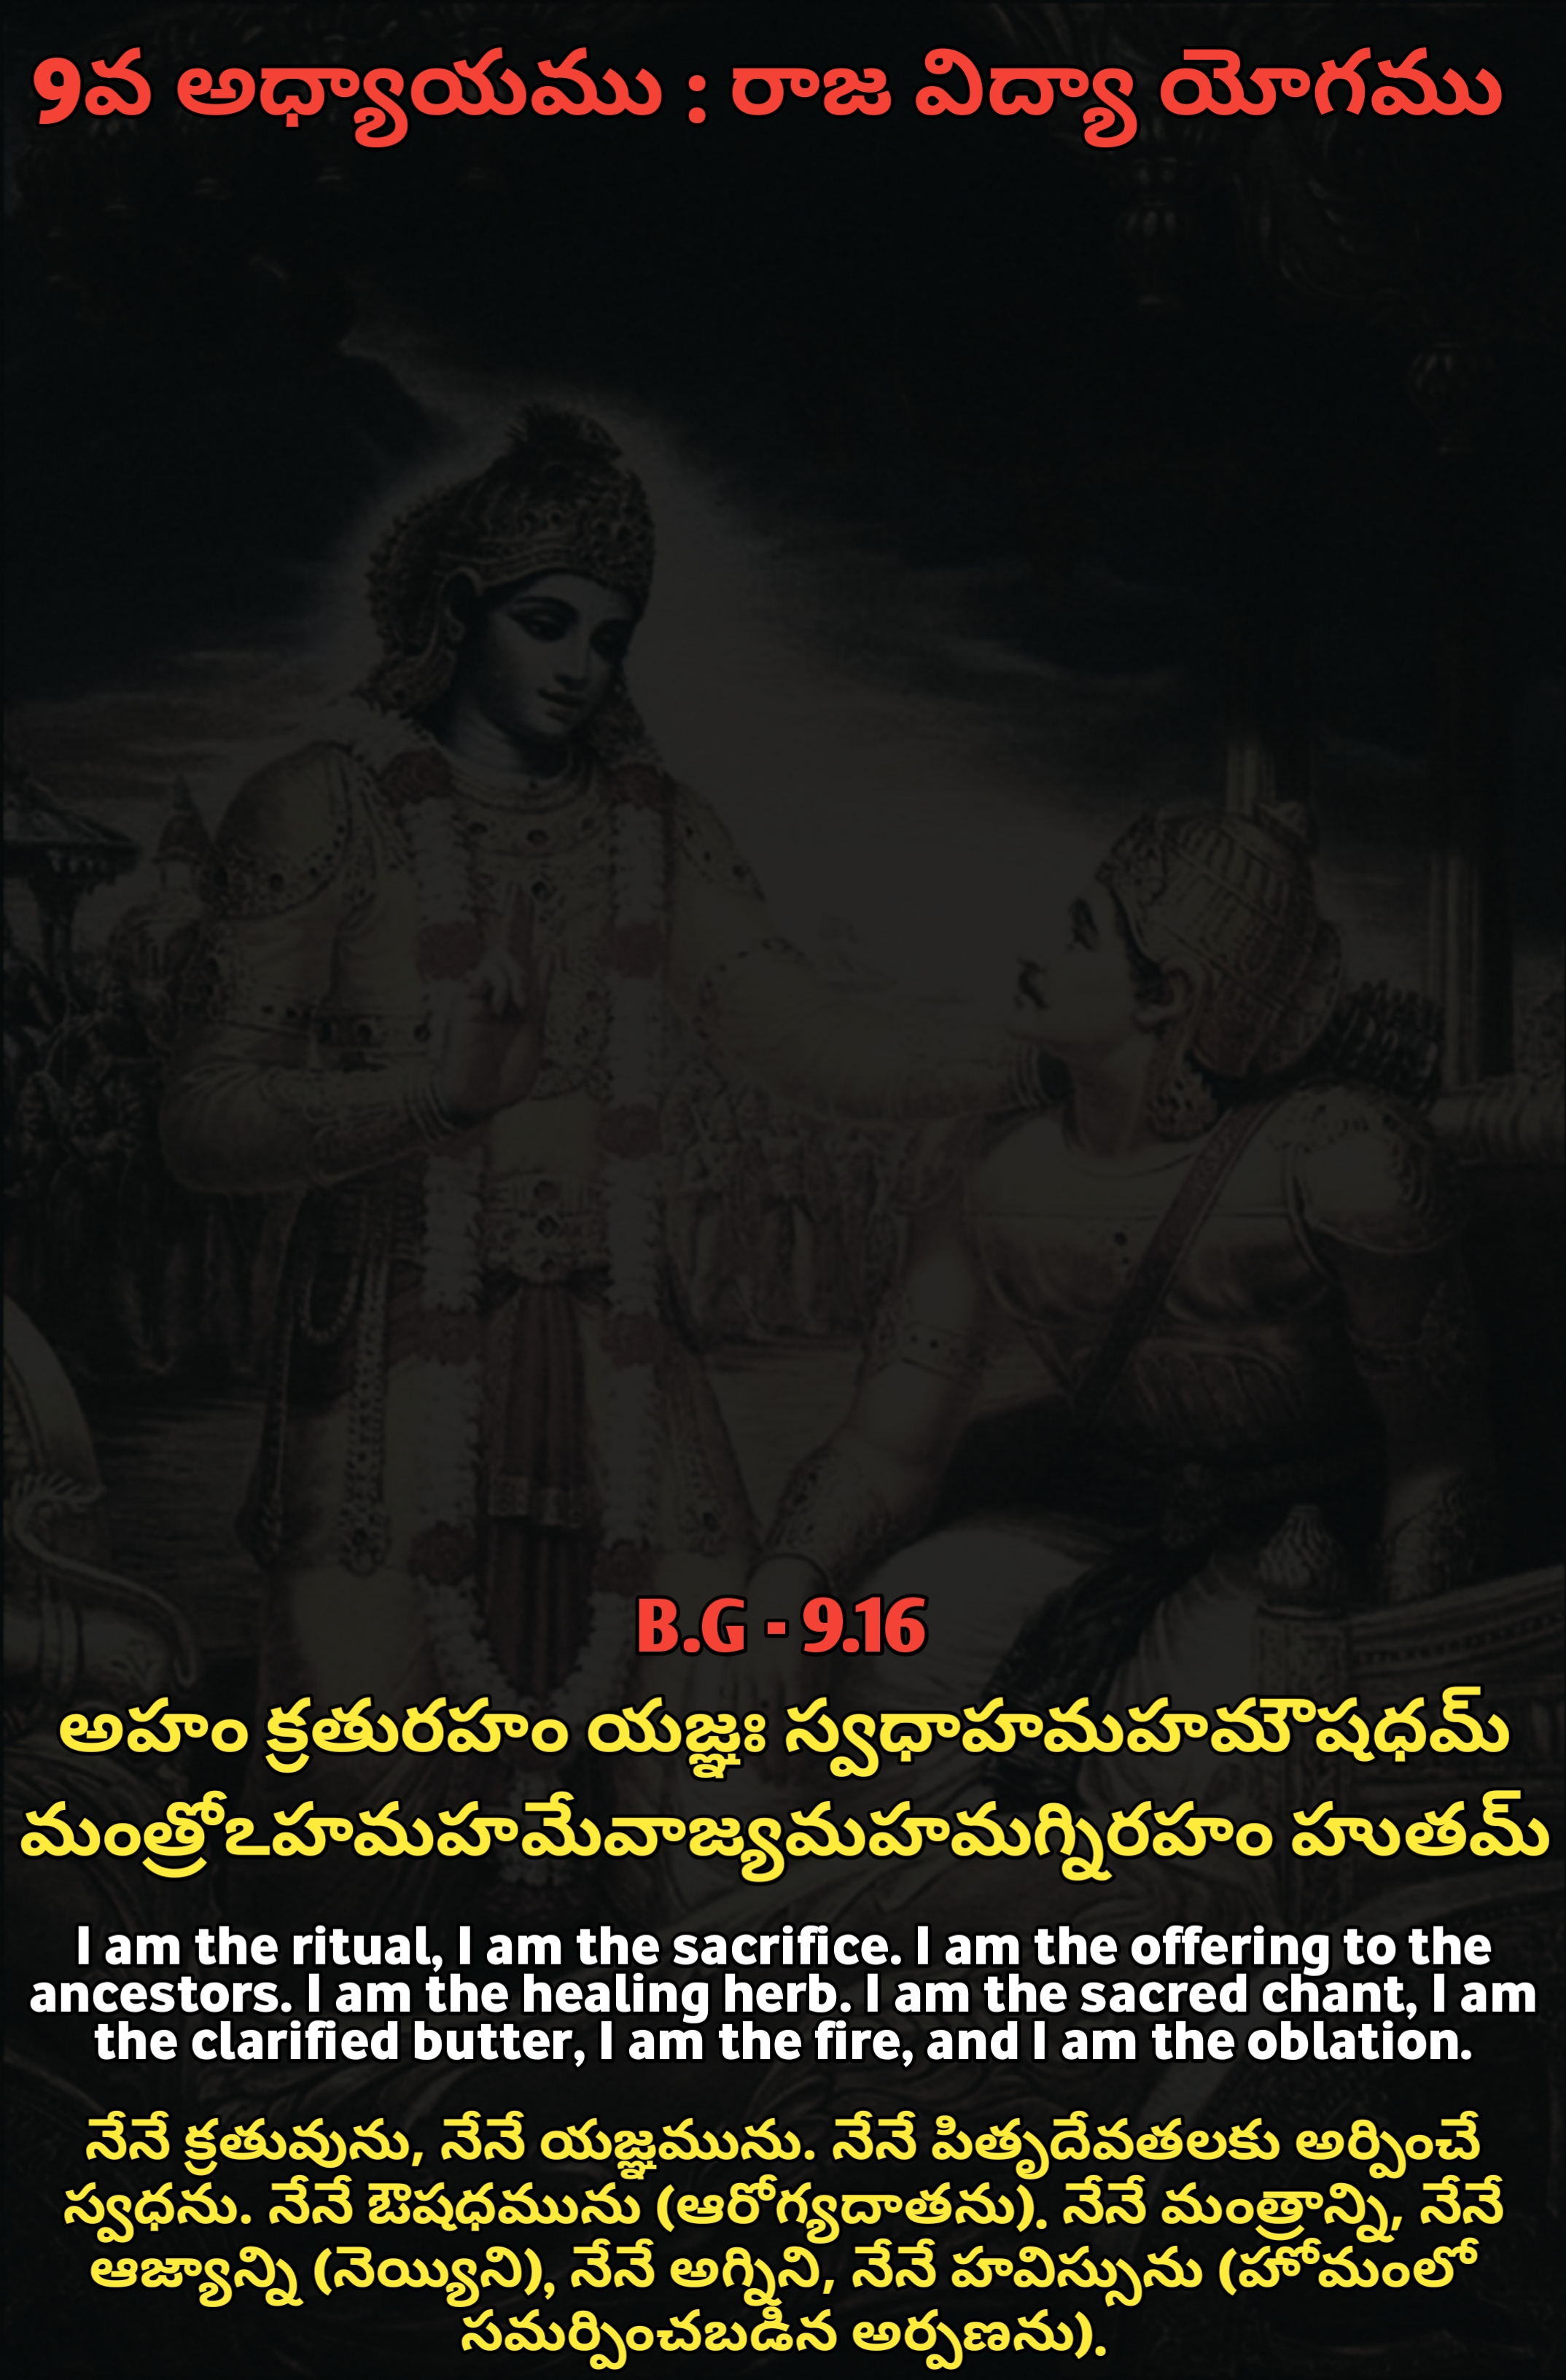 9వ అధ్యాయము : రాజ విద్యా యోగము
B.G - 9.16
అహం క్రతురహం యజ్ఞః స్వధాహమహమౌషధమ్
మంత్రోఽహమహమేవాజ్యమహమగ్నిరహం హుతమ్
I am the ritual, I am the sacrifice. I am the offering to the
ancestors. I am the healing herb. I am the sacred chant, I am
the clarified butter, I am the fire, and I am the oblation.
నేనే క్రతువును, నేనే యజ్ఞమును. నేనే పితృదేవతలకు అర్పించే
స్వధను. నేనే ఔషధమును (ఆరోగ్యదాతను). నేనే మంత్రాన్ని, నేనే
ఆజ్యాన్ని (నెయ్యిని), నేనే అగ్నిని, నేనే హవిస్సును (హోమంలో
సమర్పించబడిన అర్పణను).